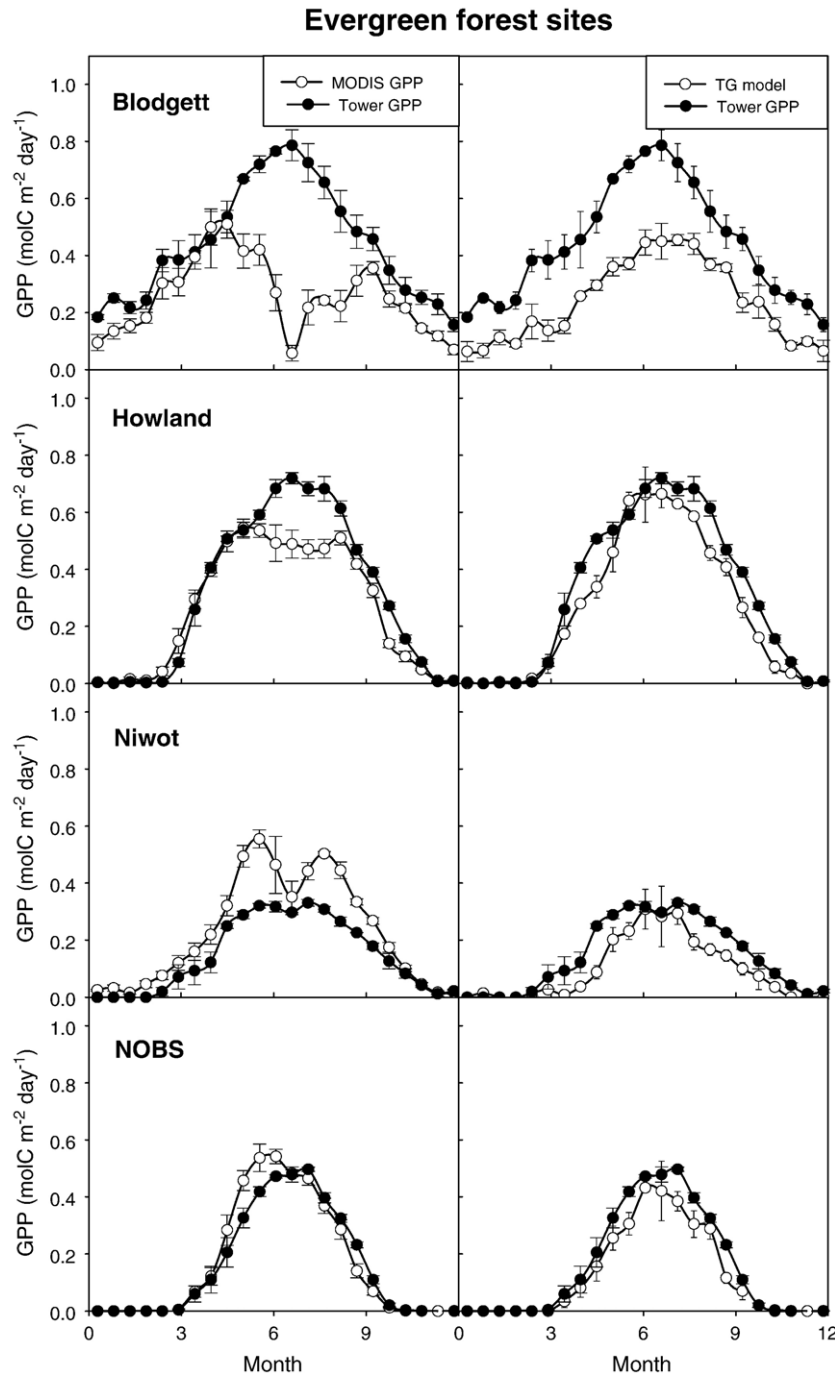 Evergreen forest sites
Blodgett
MODIS GPP
Tower GPP
TG model
Tower GPP
GPP (molC m-2 day-1)
1.0
0.8
0.6
0.4
0.2
0.0
Howland
GPP (molC m-2 day-1)
1.0
0.8
0.6
0.4
0.2
0.0
Niwot
GPP (molC m-2 day-1)
1.0
0.8
0.6
0.4
0.2
0.0
NOBS
GPP (molC m-2 day-1)
1.0
0.8
0.6
0.4
0.2
0.0
0 3 6 9 0 3 6 9 12
Month Month